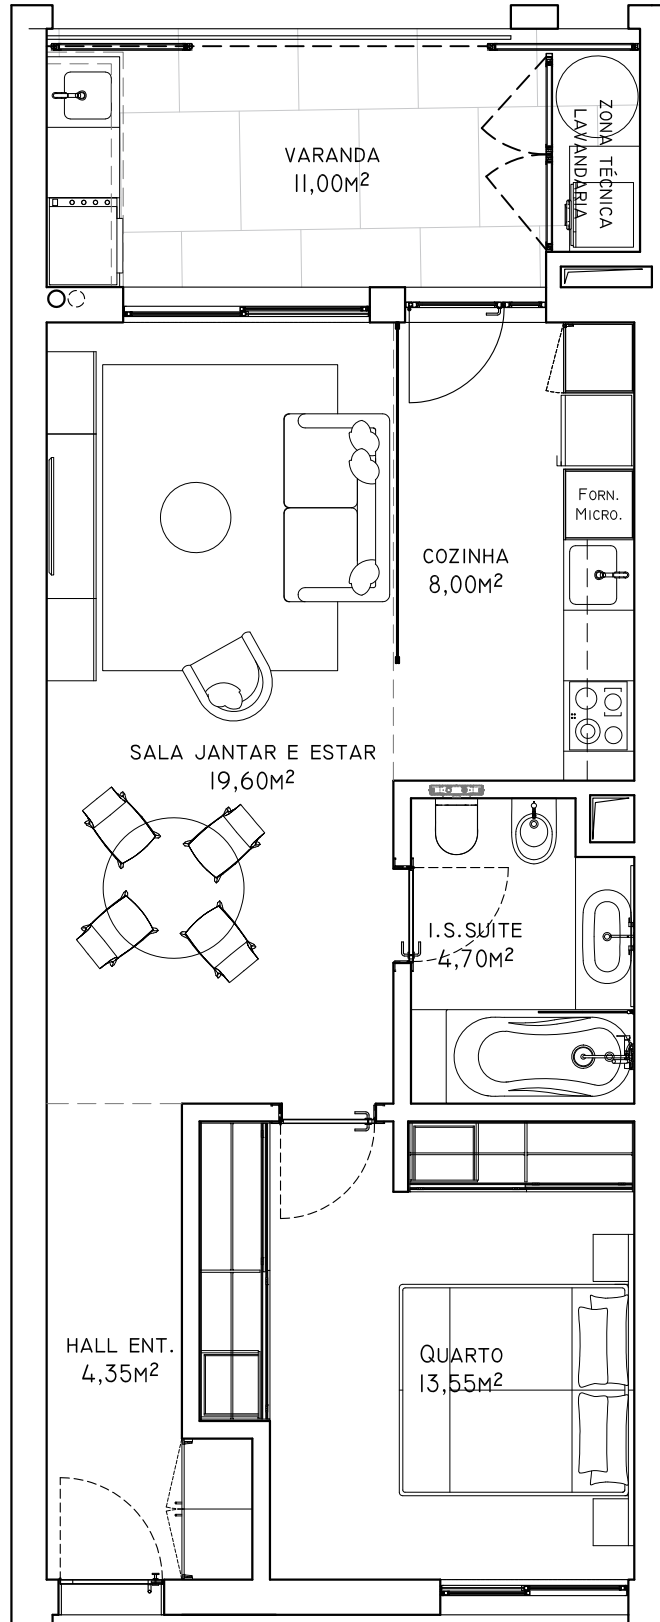 VARANDA
11,00M²
ZONA TÉCNICA
LAVANDARIA
FORN.
MICRO.
COZINHA
8,00M²
SALA JANTAR E ESTAR
19,60M²
I.S.SUITE
4,70M²
HALL ENT.
4,35M²
QUARTO
13,55M²